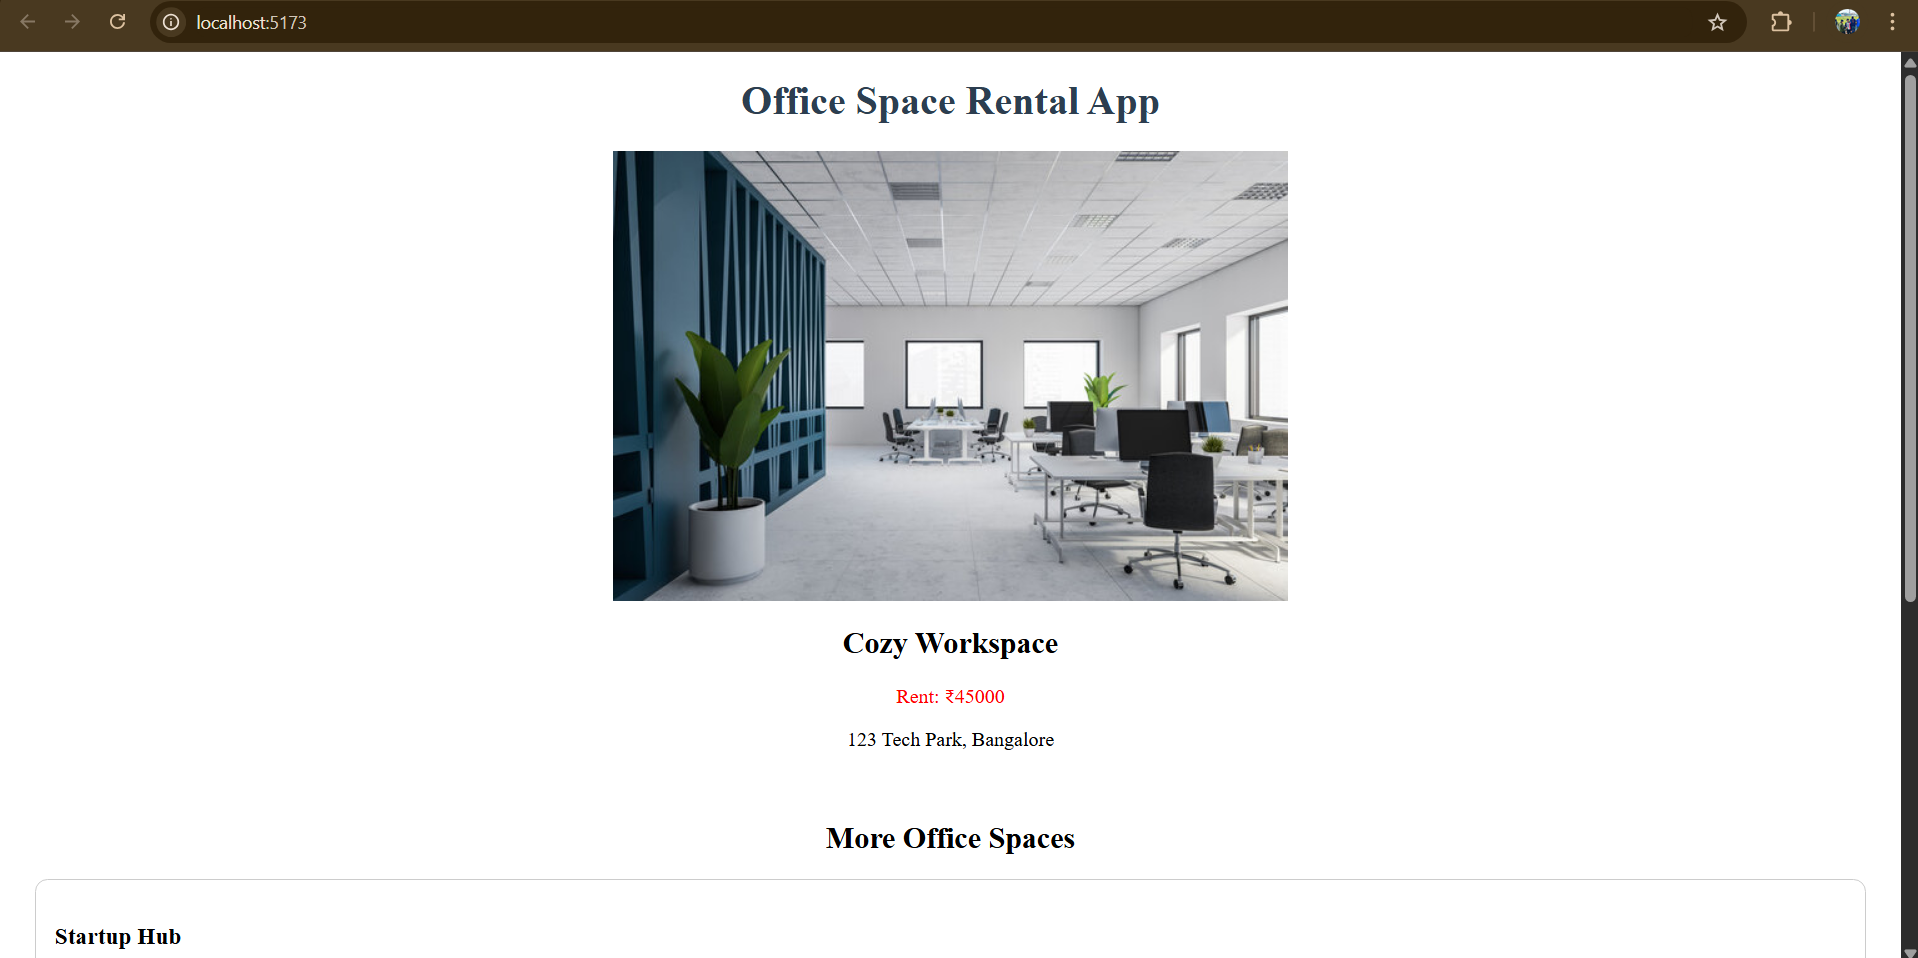 localhost:5173
Office Space Rental App
Cozy Workspace
Rent: ₹45000
123 Tech Park, Bangalore
More Office Spaces
Startup Hub